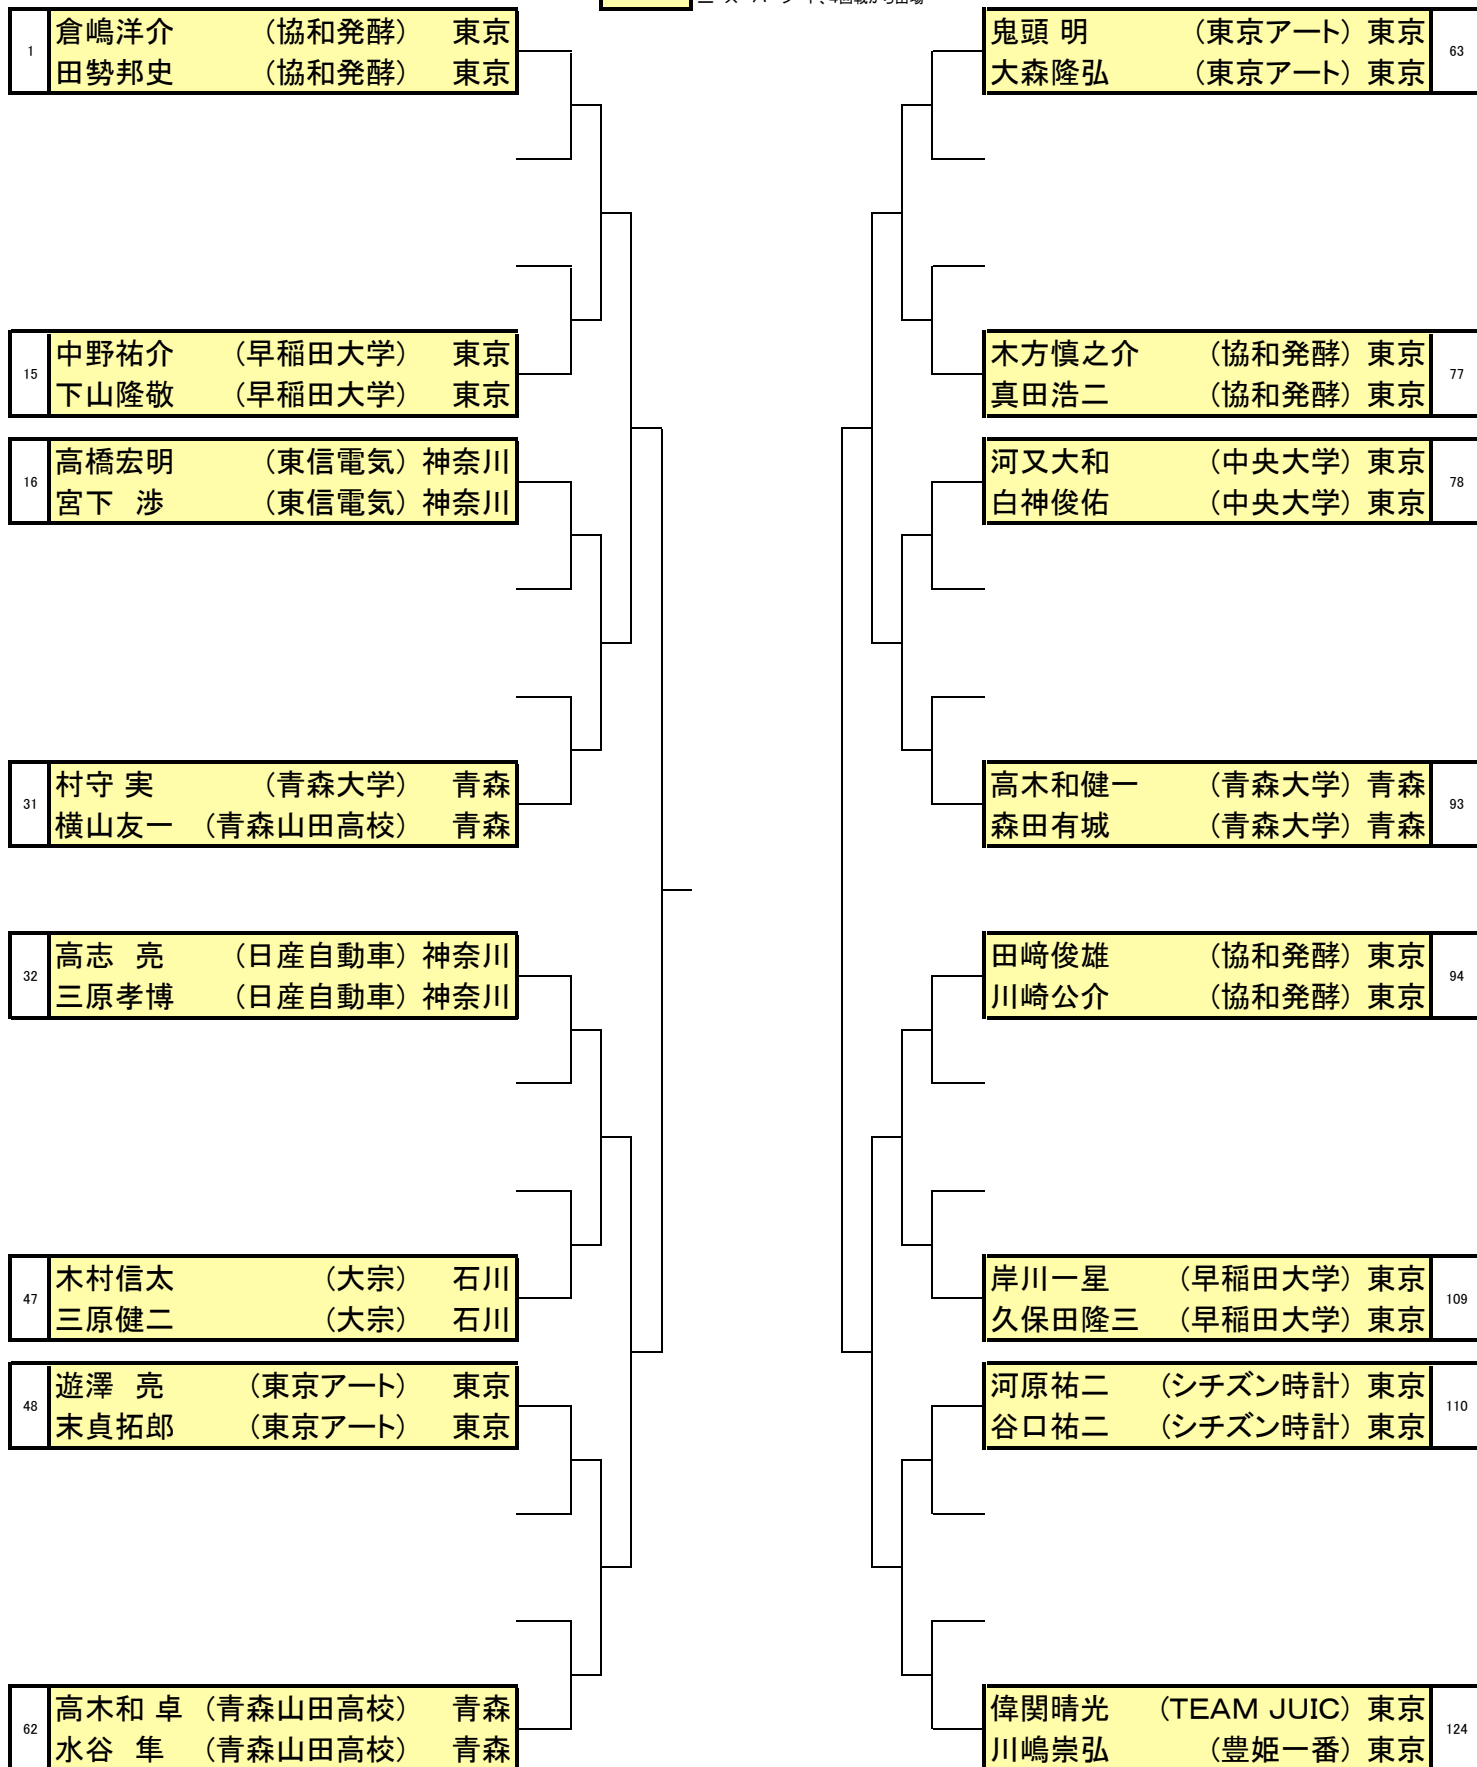 1 倉嶋洋介 (協和発酵) 東京
田勢邦史 (協和発酵) 東京
15 中野祐介 (早稲田大学) 東京
下山隆敬 (早稲田大学) 東京
16 高橋宏明 (東信電気) 神奈川
宮下 渉 (東信電気) 神奈川
31 村守 実 (青森大学) 青森
横山友一 (青森山田高校) 青森
32 高志 亮 (日産自動車) 神奈川
三原孝博 (日産自動車) 神奈川
47 木村信太 (大宗) 石川
三原健二 (大宗) 石川
48 遊澤 亮 (東京アート) 東京
末貞拓郎 (東京アート) 東京
62 高木和 卓 (青森山田高校) 青森
水谷 隼 (青森山田高校) 青森
鬼頭 明 (東京アート) 東京 63
大森隆弘 (東京アート) 東京
木方慎之介 (協和発酵) 東京 77
真田浩二 (協和発酵) 東京
河又大和 (中央大学) 東京 78
白神俊佑 (中央大学) 東京
高木和健一 (青森大学) 青森 93
森田有城 (青森大学) 青森
田﨑俊雄 (協和発酵) 東京 94
川崎公介 (協和発酵) 東京
岸川一星 (早稲田大学) 東京 109
久保田隆三 (早稲田大学) 東京
河原祐二 (シチズン時計) 東京 110
谷口祐二 (シチズン時計) 東京
偉関晴光 (TEAM JUIC) 東京 124
川嶋崇弘 (豊姫一番) 東京